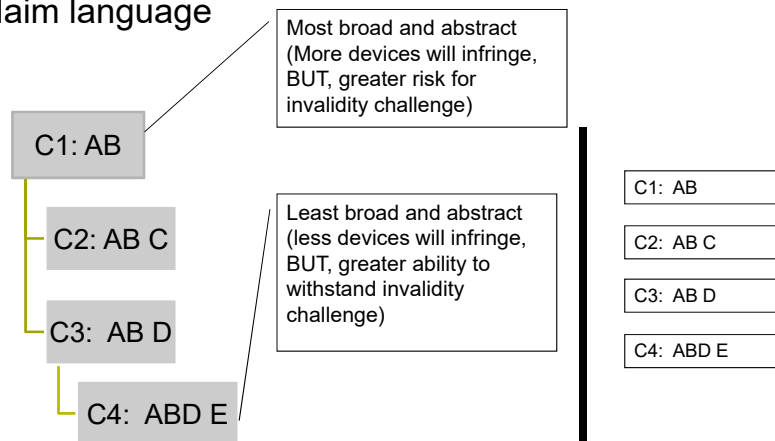 laim language
Most broad and abstract
(More devices will infringe,
BUT, greater risk for
invalidity challenge)
C1: AB
C2: AB C
C3: AB D
C4: ABD E
Least broad and abstract
(less devices will infringe,
BUT, greater ability to
withstand invalidity
challenge)
C1: AB
C2: AB C
C3: AB D
C4: ABD E